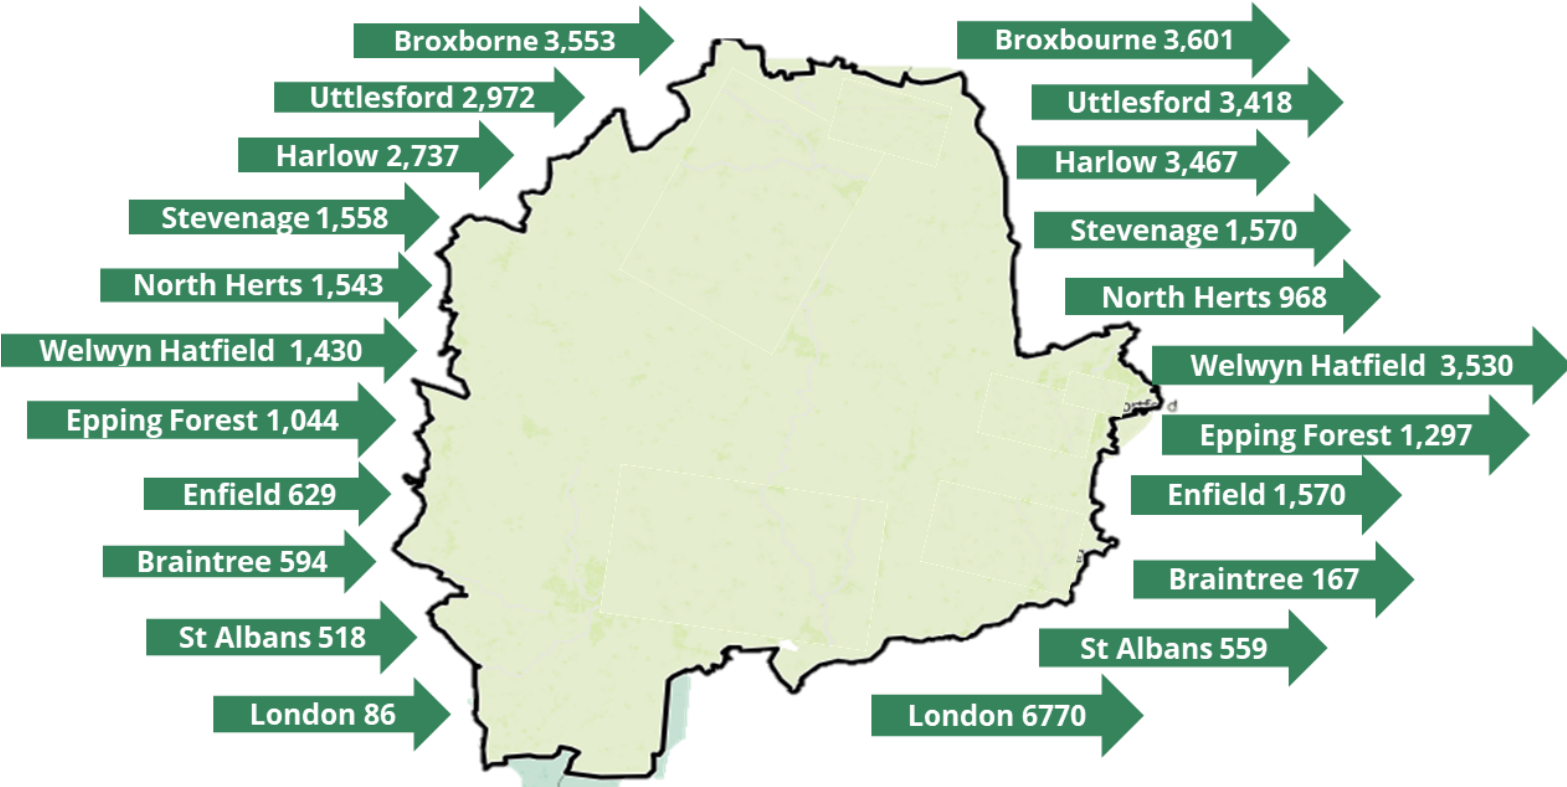 Broxborne 3,553
Uttlesford 2,972
Harlow 2,737
Stevenage 1,558
North Herts 1,543
Welwyn Hatfield 1,430
Epping Forest 1,044
Enfield 629
Braintree 594
St Albans 518
London 86
Broxbourne 3,601
Uttlesford 3,418
Harlow 3,467
Stevenage 1,570
North Herts 968
Welwyn Hatfield 3,530
Epping Forest 1,297
Enfield 1,570
Braintree 167
St Albans 559
London 6770